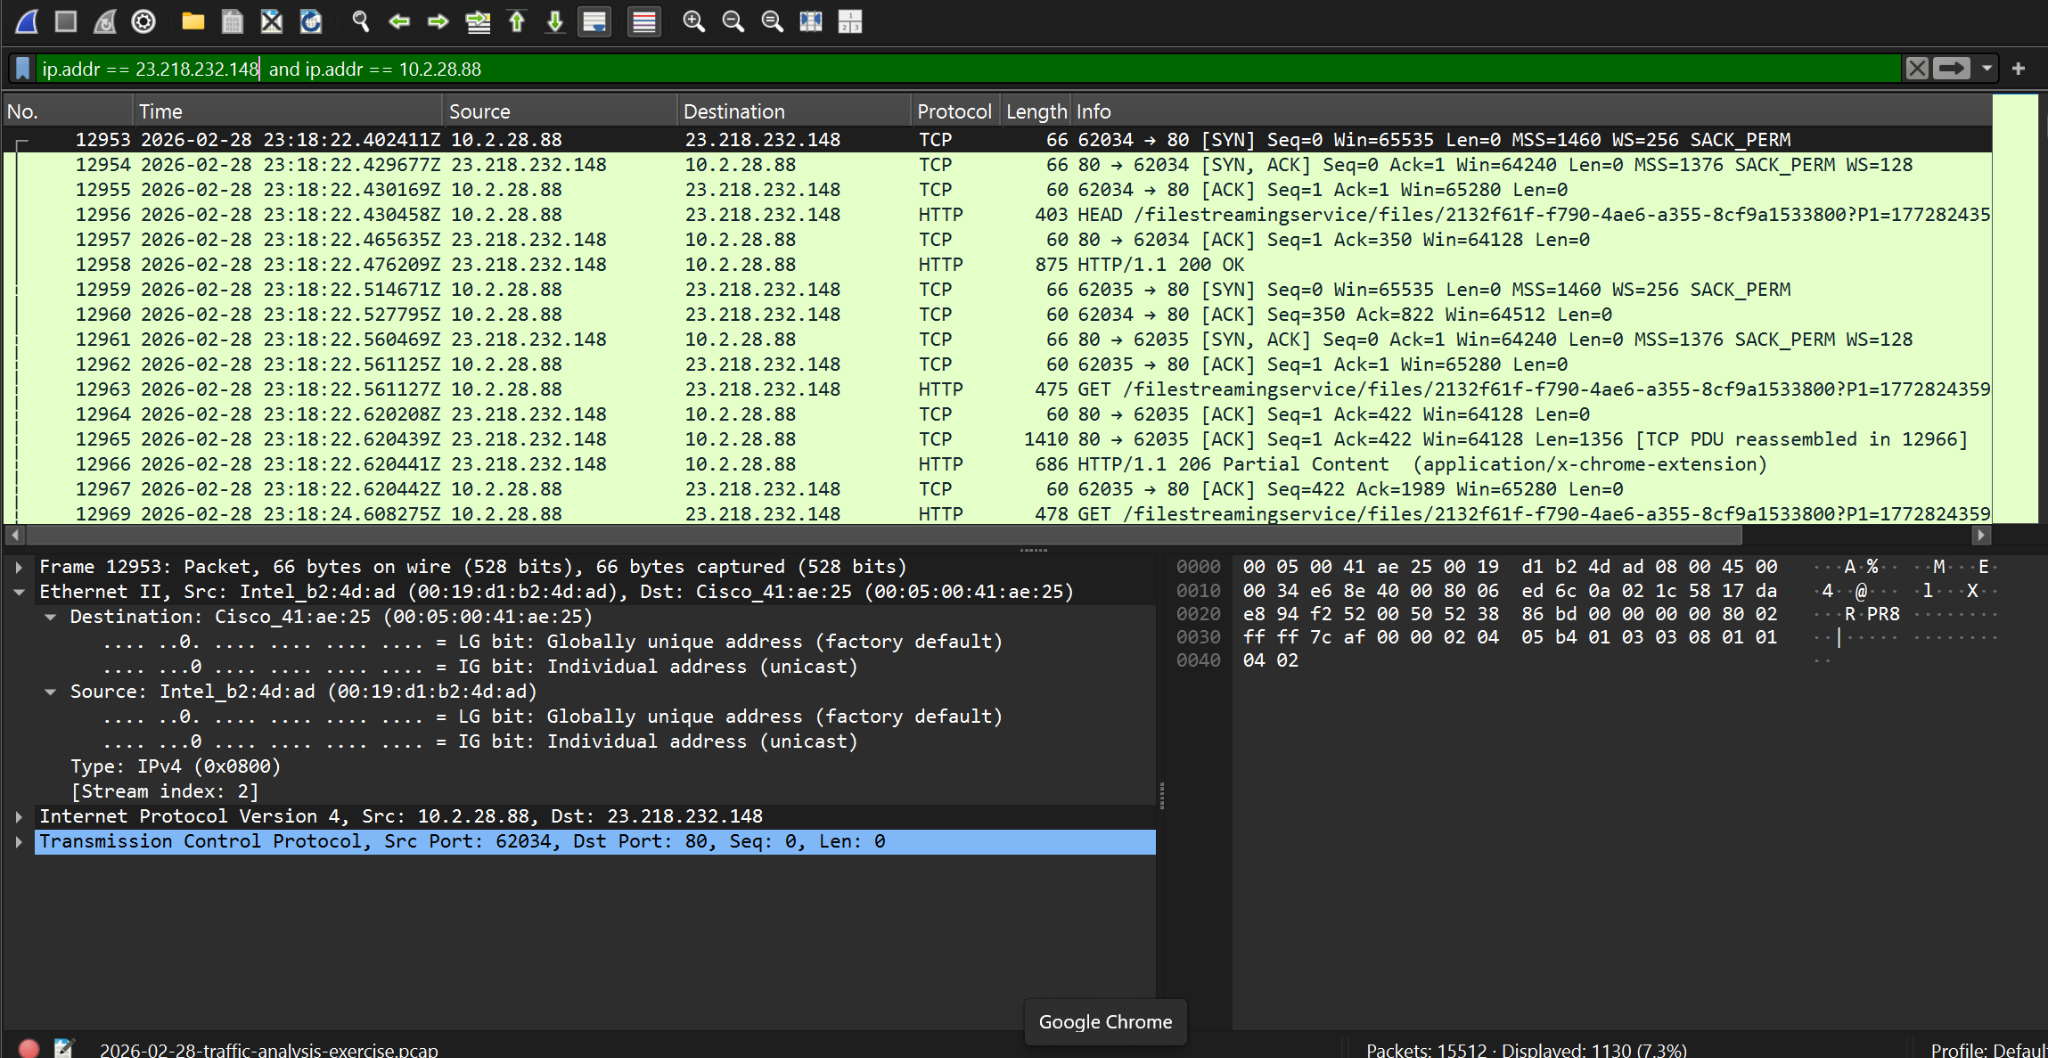 ip.addr == 23.218.232.148 and ip.addr == 10.2.28.88
No. Time Source Destination Protocol Length Info
12953 2026-02-28 23:18:22.402411Z 10.2.28.88 23.218.232.148 TCP 66 62034 → 80 [SYN] Seq=0 Win=65535 Len=0 MSS=1460 WS=256 SACK_PERM
12954 2026-02-28 23:18:22.429677Z 23.218.232.148 10.2.28.88 TCP 66 80 → 62034 [SYN, ACK] Seq=0 Ack=1 Win=64240 Len=0 MSS=1376 SACK_PERM WS=128
12955 2026-02-28 23:18:22.430169Z 10.2.28.88 23.218.232.148 TCP 60 62034 → 80 [ACK] Seq=1 Ack=1 Win=65280 Len=0
12956 2026-02-28 23:18:22.430458Z 10.2.28.88 23.218.232.148 HTTP 403 HEAD /filestreamingservice/files/2132f61f-f790-4ae6-a355-8cf9a1533800?P1=177282435
12957 2026-02-28 23:18:22.465635Z 23.218.232.148 10.2.28.88 TCP 60 80 → 62034 [ACK] Seq=1 Ack=350 Win=64128 Len=0
12958 2026-02-28 23:18:22.476209Z 23.218.232.148 10.2.28.88 HTTP 875 HTTP/1.1 200 OK
12959 2026-02-28 23:18:22.514671Z 10.2.28.88 23.218.232.148 TCP 66 62035 → 80 [SYN] Seq=0 Win=65535 Len=0 MSS=1460 WS=256 SACK_PERM
12960 2026-02-28 23:18:22.527795Z 10.2.28.88 23.218.232.148 TCP 60 62034 → 80 [ACK] Seq=350 Ack=822 Win=64512 Len=0
12961 2026-02-28 23:18:22.560469Z 23.218.232.148 10.2.28.88 TCP 66 80 → 62035 [SYN, ACK] Seq=0 Ack=1 Win=64240 Len=0 MSS=1376 SACK_PERM WS=128
12962 2026-02-28 23:18:22.561125Z 10.2.28.88 23.218.232.148 TCP 60 62035 → 80 [ACK] Seq=1 Ack=1 Win=65280 Len=0
12963 2026-02-28 23:18:22.561127Z 10.2.28.88 23.218.232.148 HTTP 475 GET /filestreamingservice/files/2132f61f-f790-4ae6-a355-8cf9a1533800?P1=1772824359
12964 2026-02-28 23:18:22.620208Z 23.218.232.148 10.2.28.88 TCP 60 80 → 62035 [ACK] Seq=1 Ack=422 Win=64128 Len=0
12965 2026-02-28 23:18:22.620439Z 23.218.232.148 10.2.28.88 TCP 1410 80 → 62035 [ACK] Seq=1 Ack=422 Win=64128 Len=1356 [TCP PDU reassembled in 12966]
12966 2026-02-28 23:18:22.620441Z 23.218.232.148 10.2.28.88 HTTP 686 HTTP/1.1 206 Partial Content  (application/x-chrome-extension)
12967 2026-02-28 23:18:22.620442Z 10.2.28.88 23.218.232.148 TCP 60 62035 → 80 [ACK] Seq=422 Ack=1989 Win=65280 Len=0
12969 2026-02-28 23:18:24.608275Z 10.2.28.88 23.218.232.148 HTTP 478 GET /filestreamingservice/files/2132f61f-f790-4ae6-a355-8cf9a1533800?P1=1772824359
Frame 12953: Packet, 66 bytes on wire (528 bits), 66 bytes captured (528 bits)
Ethernet II, Src: Intel_b2:4d:ad (00:19:d1:b2:4d:ad), Dst: Cisco_41:ae:25 (00:05:00:41:ae:25)
Destination: Cisco_41:ae:25 (00:05:00:41:ae:25)
.... ..0. .... .... .... .... = LG bit: Globally unique address (factory default)
.... ...0 .... .... .... .... = IG bit: Individual address (unicast)
Source: Intel_b2:4d:ad (00:19:d1:b2:4d:ad)
.... ..0. .... .... .... .... = LG bit: Globally unique address (factory default)
.... ...0 .... .... .... .... = IG bit: Individual address (unicast)
Type: IPv4 (0x0800)
[Stream index: 2]
Internet Protocol Version 4, Src: 10.2.28.88, Dst: 23.218.232.148
Transmission Control Protocol, Src Port: 62034, Dst Port: 80, Seq: 0, Len: 0
0000 00 05 00 41 ae 25 00 19 d1 b2 4d ad 08 00 45 00 ···A·%·· ··M···E·
0010 00 34 e6 8e 40 00 80 06 ed 6c 0a 02 1c 58 17 da ·4··@··· ·l···X··
0020 e8 94 f2 52 00 50 52 38 86 bd 00 00 00 00 80 02 ···R·PR8 ········
0030 ff ff 7c af 00 00 02 04 05 b4 01 03 03 08 01 01 ··|····· ········
0040 04 02 ··
Google Chrome
2026-02-28-traffic-analysis-exercise.pcap
Packets: 15512 · Displayed: 1130 (7.3%)
Profile: Defaul